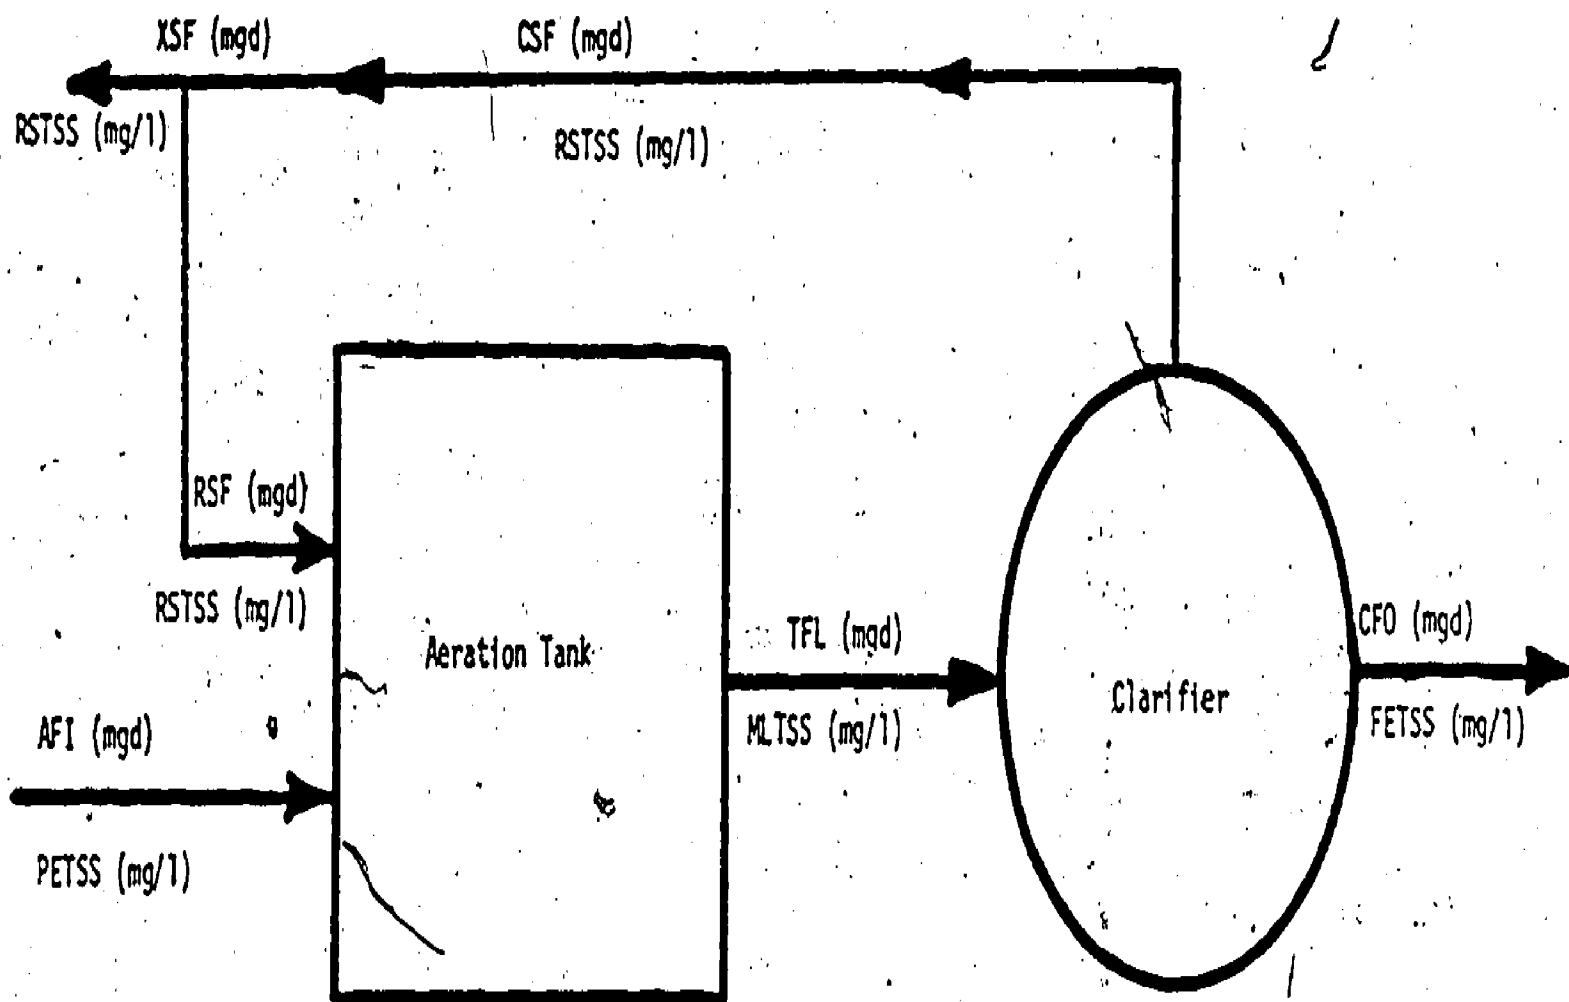 XSF (mgd)
CSF (mgd)
RSTSS (mg/l)
RSTSS (mg/l)
RSF (mgd)
RSTSS (mg/l)
Aeration Tank
TFL (mgd)
MLTSS (mg/l)
CFO (mgd)
Clarifier
FETSS (mg/l)
AFI (mgd)
PETSS (mg/l)